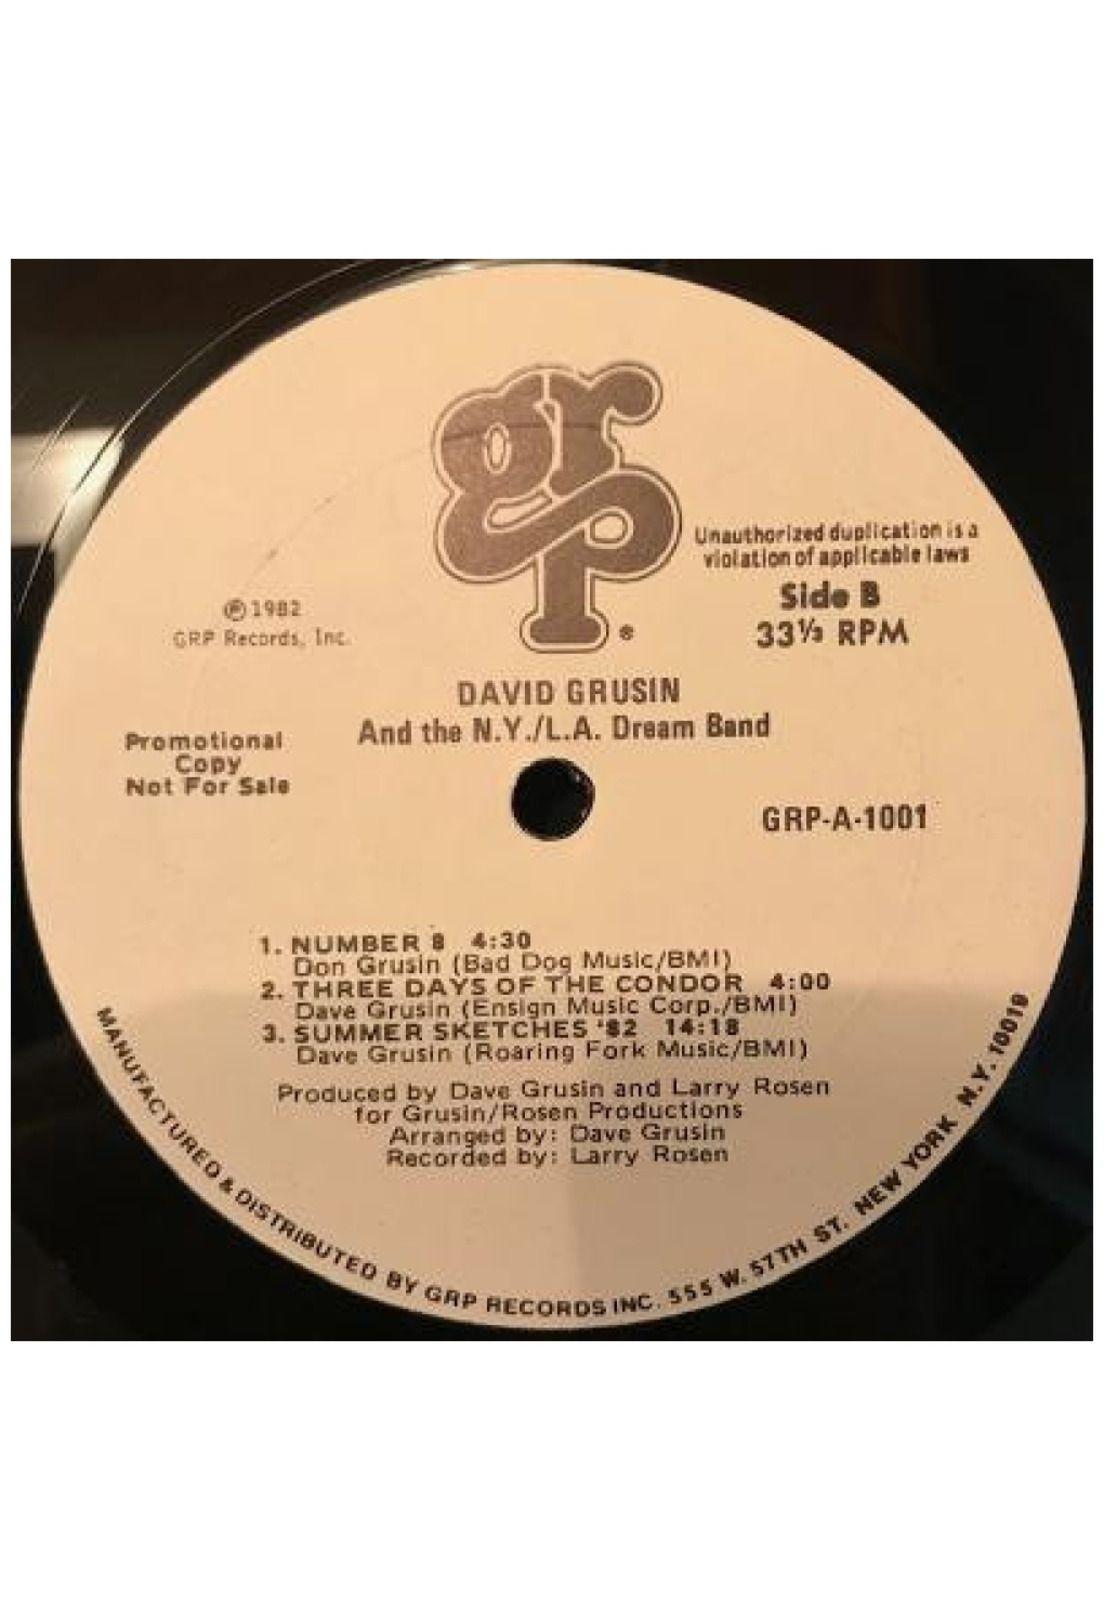 grp®
Unauthorized duplication is a
violation of applicable laws
Side B
33⅓ RPM
℗ 1982
GRP Records, Inc.
DAVID GRUSIN
And the N.Y./L.A. Dream Band
Promotional
Copy
Not For Sale
GRP-A-1001
1. NUMBER 8 4:30
Don Grusin (Bad Dog Music/BMI)
2. THREE DAYS OF THE CONDOR 4:00
Dave Grusin (Ensign Music Corp./BMI)
3. SUMMER SKETCHES '82 14:18
Dave Grusin (Roaring Fork Music/BMI)
Produced by Dave Grusin and Larry Rosen
for Grusin/Rosen Productions
Arranged by: Dave Grusin
Recorded by: Larry Rosen
MANUFACTURED & DISTRIBUTED BY GRP RECORDS INC. 555 W. 57TH ST. NEW YORK N.Y. 10019